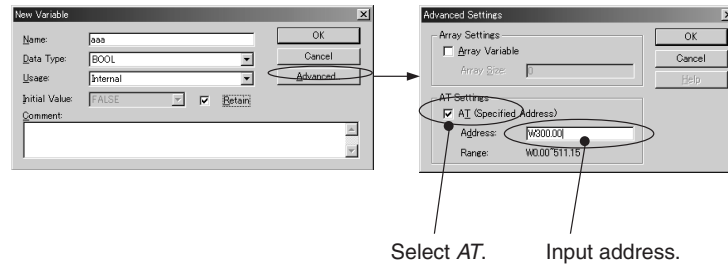 New Variable
Name: aaa
OK
Data Type: BOOL
Cancel
Usage: Internal
Advanced...
Initial Value: FALSE
Retain
Comment:
Advanced Settings
Array Settings
Array Variable
Array Size: 0
OK
Cancel
Help
AT Settings
AT (Specified Address)
Address: W300.00
Range: W0.00~511.15
Select AT.
Input address.